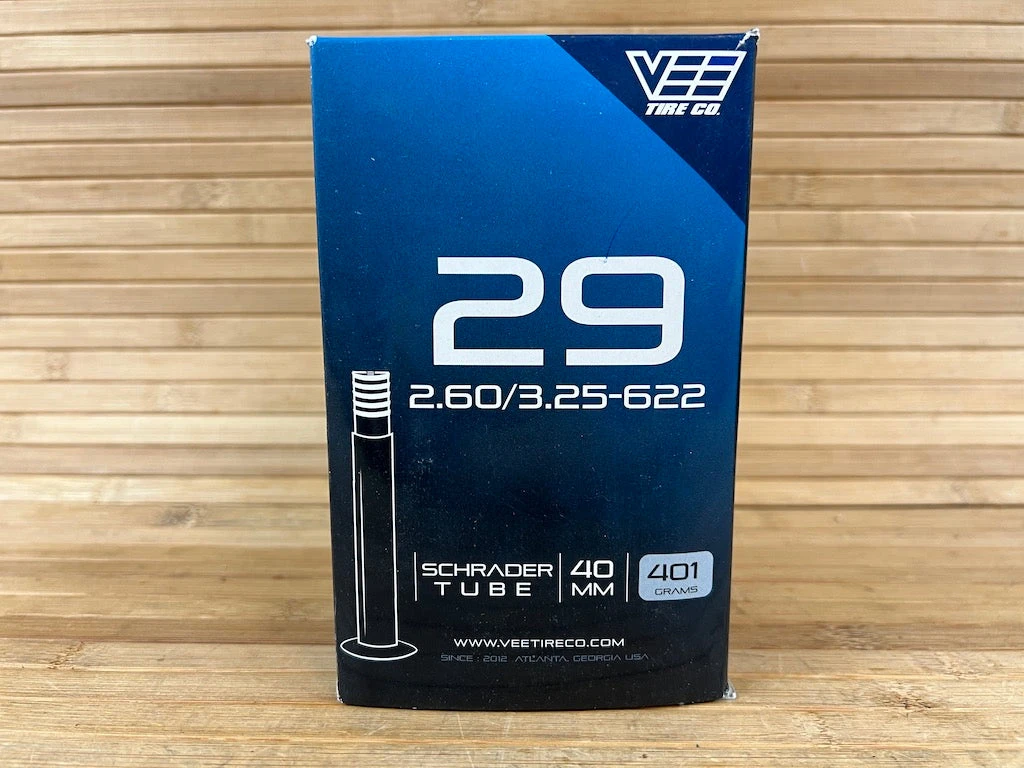 VEE
TIRE CO.
29
2.60/3.25-622
SCHRADER
TUBE
40
MM
401
GRAMS
WWW.VEETIRECO.COM
SINCE : 2012 ATLANTA, GEORGIA USA